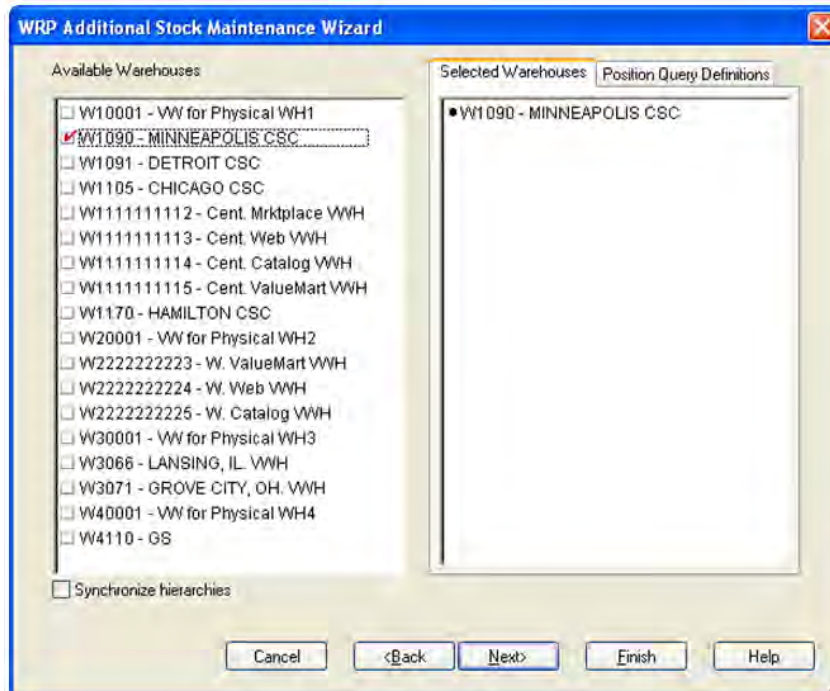 WRP Additional Stock Maintenance Wizard
Available Warehouses
W10001 - VW for Physical WH1
W1090 - MINNEAPOLIS CSC
W1091 - DETROIT CSC
W1105 - CHICAGO CSC
W1111111112 - Cent. Mrktplace VWH
W1111111113 - Cent. Web VWH
W1111111114 - Cent. Catalog VWH
W1111111115 - Cent. ValueMart VWH
W1170 - HAMILTON CSC
W20001 - VW for Physical WH2
W2222222223 - W. ValueMart VWH
W2222222224 - W. Web VWH
W2222222225 - W. Catalog VWH
W30001 - VW for Physical WH3
W3066 - LANSING, IL. VWH
W3071 - GROVE CITY, OH. VWH
W40001 - VW for Physical WH4
W4110 - GS
Synchronize hierarchies
Selected Warehouses Position Query Definitions
W1090 - MINNEAPOLIS CSC
Cancel <Back Next> Finish Help